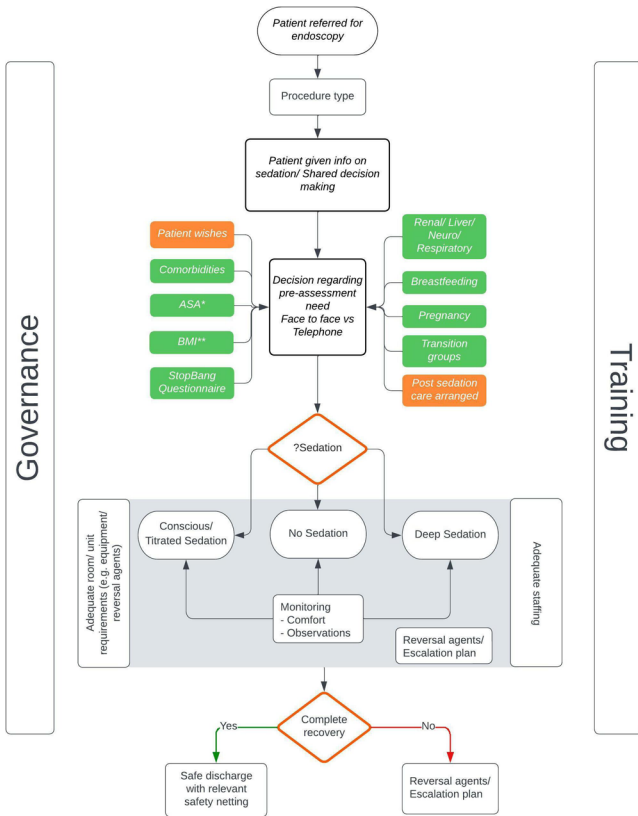 Patient referred for
endoscopy
Procedure type
Patient given info on
sedation/ Shared decision
making
Patient wishes
Comorbidities
ASA*
BMI**
StopBang
Questionnaire
Decision regarding
pre-assessment
need
Face to face vs
Telephone
Renal/ Liver/
Neuro/
Respiratory
Breastfeeding
Pregnancy
Transition
groups
Post sedation
care arranged
Governance
Training
?Sedation
Adequate room/ unit
requirements (e.g. equipment/
reversal agents)
Conscious/
Titrated Sedation
No Sedation
Deep Sedation
Adequate staffing
Monitoring
- Comfort
- Observations
Reversal agents/
Escalation plan
Complete
recovery
Yes
No
Safe discharge
with relevant
safety netting
Reversal agents/
Escalation plan